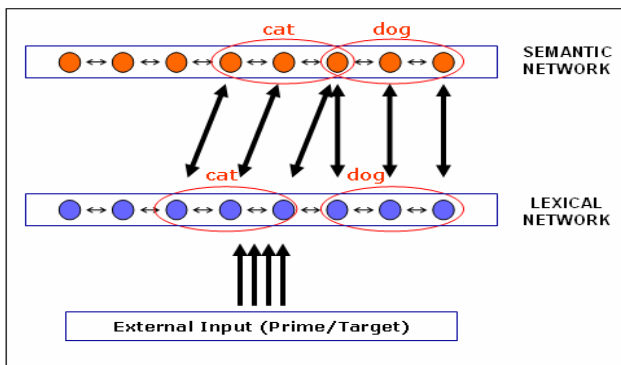 cat dog
SEMANTIC
NETWORK
cat dog
LEXICAL
NETWORK
External Input (Prime/Target)